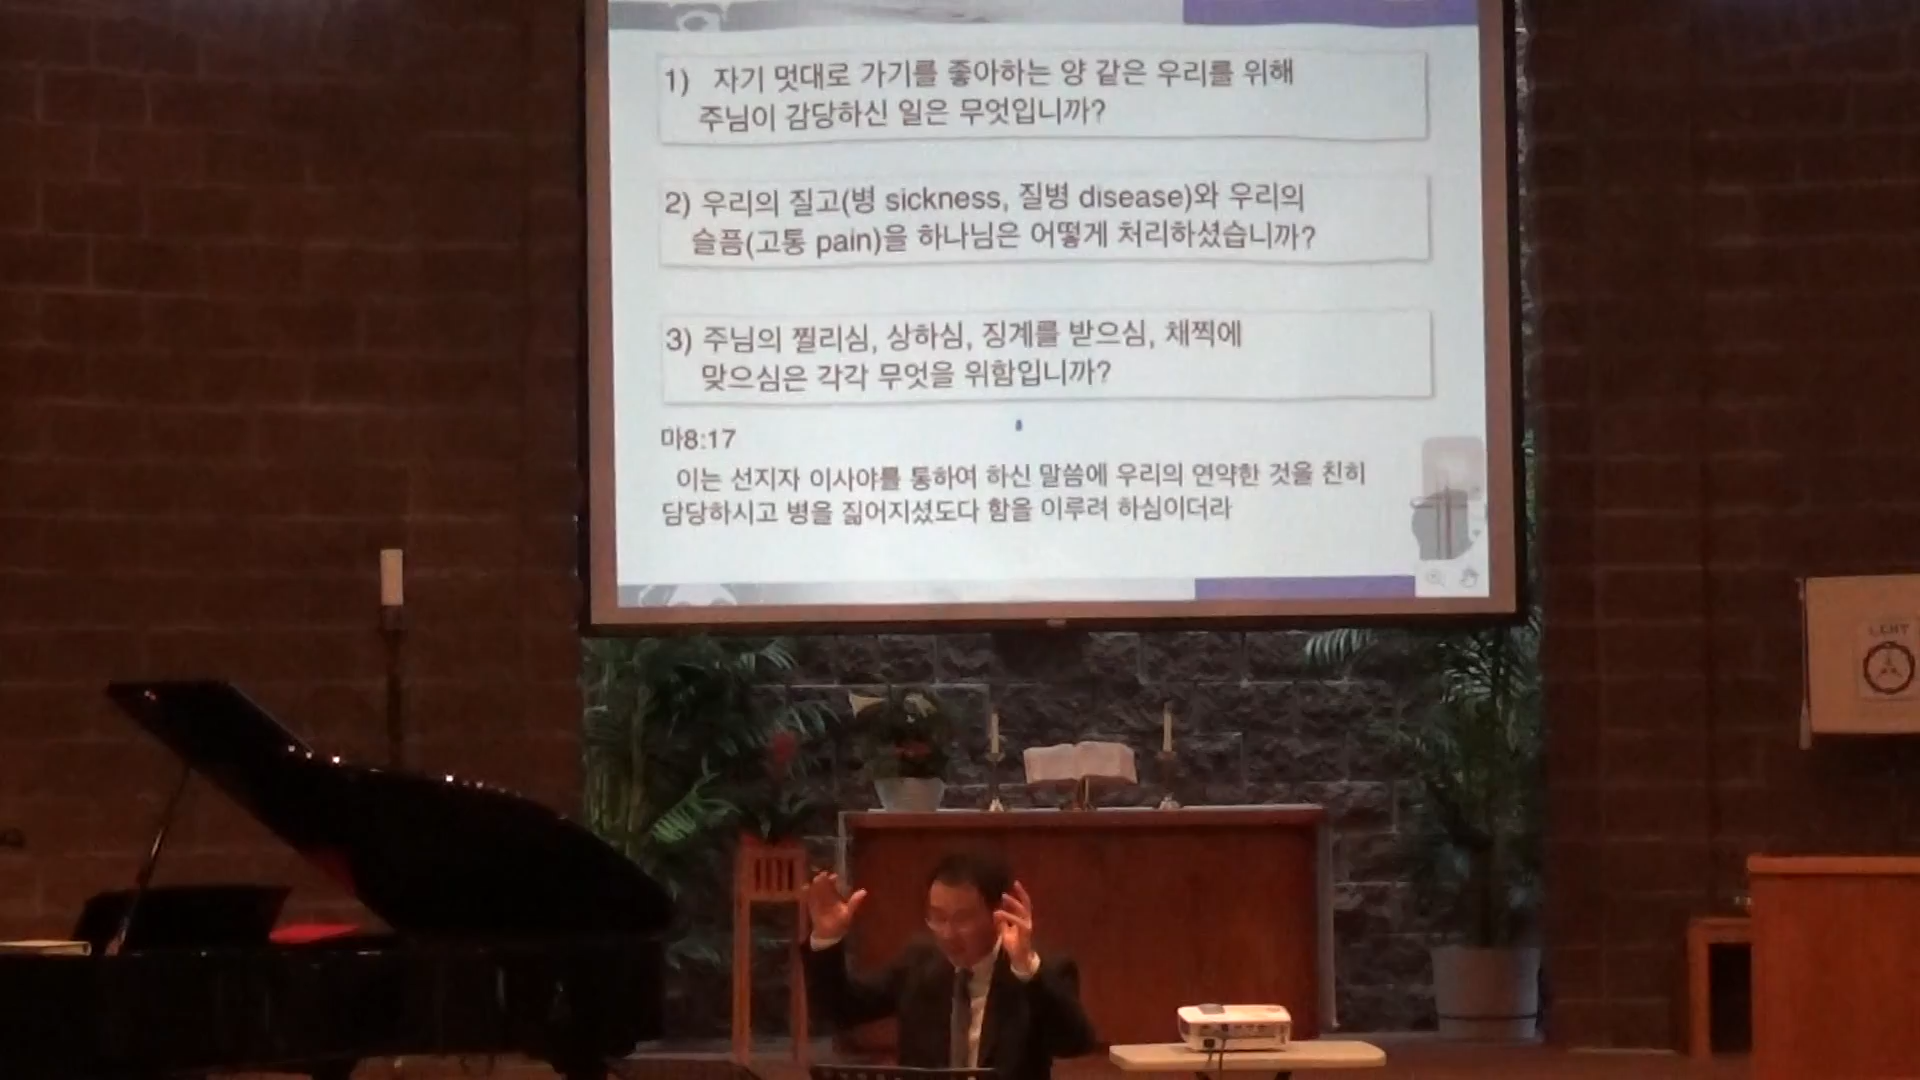 1) 자기 멋대로 가기를 좋아하는 양 같은 우리를 위해
주님이 감당하신 일은 무엇입니까?
2) 우리의 질고(병 sickness, 질병 disease)와 우리의
슬픔(고통 pain)을 하나님은 어떻게 처리하셨습니까?
3) 주님의 찔리심, 상하심, 징계를 받으심, 채찍에
맞으심은 각각 무엇을 위함입니까?
마8:17
이는 선지자 이사야를 통하여 하신 말씀에 우리의 연약한 것을 친히
담당하시고 병을 짊어지셨도다 함을 이루려 하심이더라
LENT